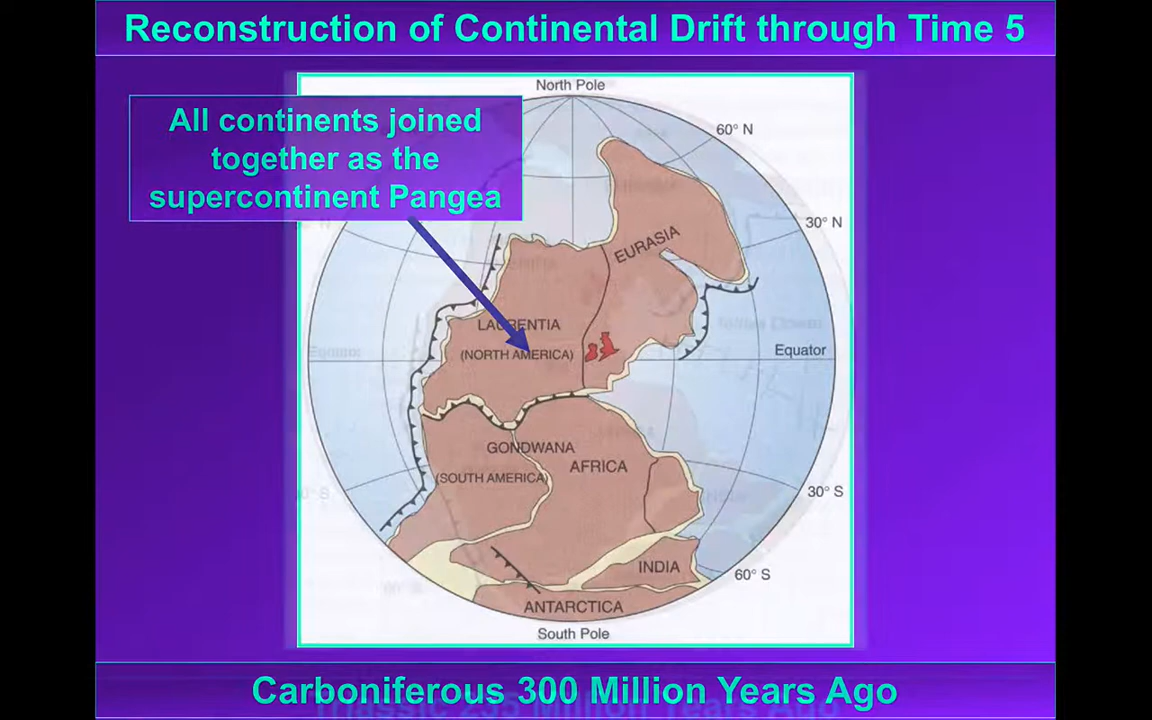 Reconstruction of Continental Drift through Time 5
North Pole
All continents joined
together as the
supercontinent Pangea
60° N
30° N
EURASIA
LAURENTIA
(NORTH AMERICA)
Equator
Equator
GONDWANA
AFRICA
(SOUTH AMERICA)
30° S
INDIA
60° S
ANTARCTICA
South Pole
Carboniferous 300 Million Years Ago